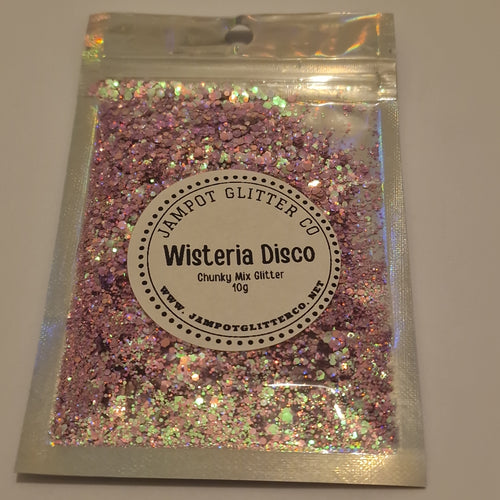 JAMPOT GLITTER CO
Wisteria Disco
Chunky Mix Glitter
10g
WWW.JAMPOTGLITTERCO.NET